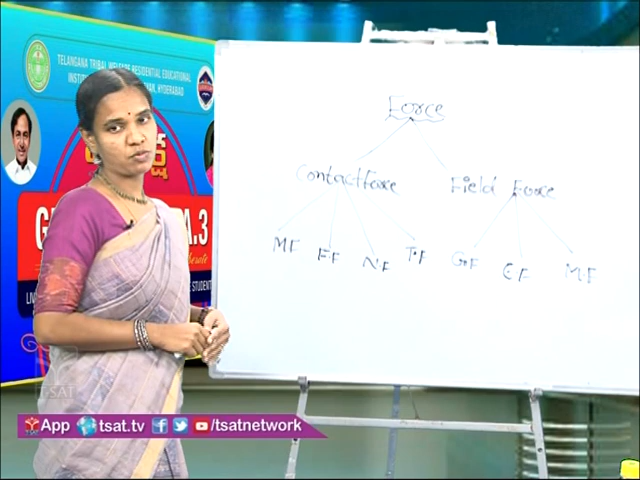 TELANGANA TRIBAL WELFARE RESIDENTIAL EDUCATIONAL
HYDERABAD
Force
Contact force Field Force
MF FF NF T.F GF EF MF
TSAT
App tsat.tv /tsatnetwork